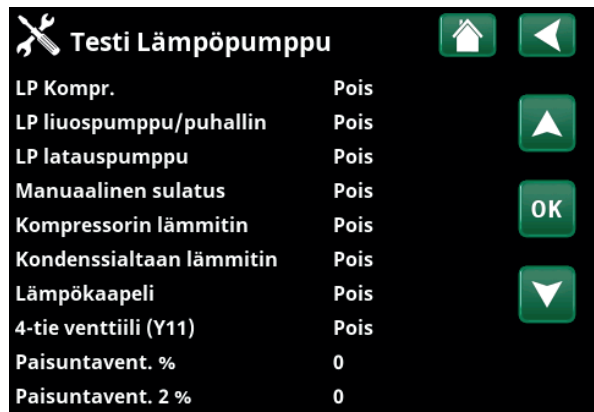 Testi Lämpöpumppu
LP Kompr. Pois
LP liuospumppu/puhallin Pois
LP latauspumppu Pois
Manuaalinen sulatus Pois
OK
Kompressorin lämmitin Pois
Kondenssialtaan lämmitin Pois
Lämpökaapeli Pois
4-tie venttiili (Y11) Pois
Paisuntavent. % 0
Paisuntavent. 2 % 0